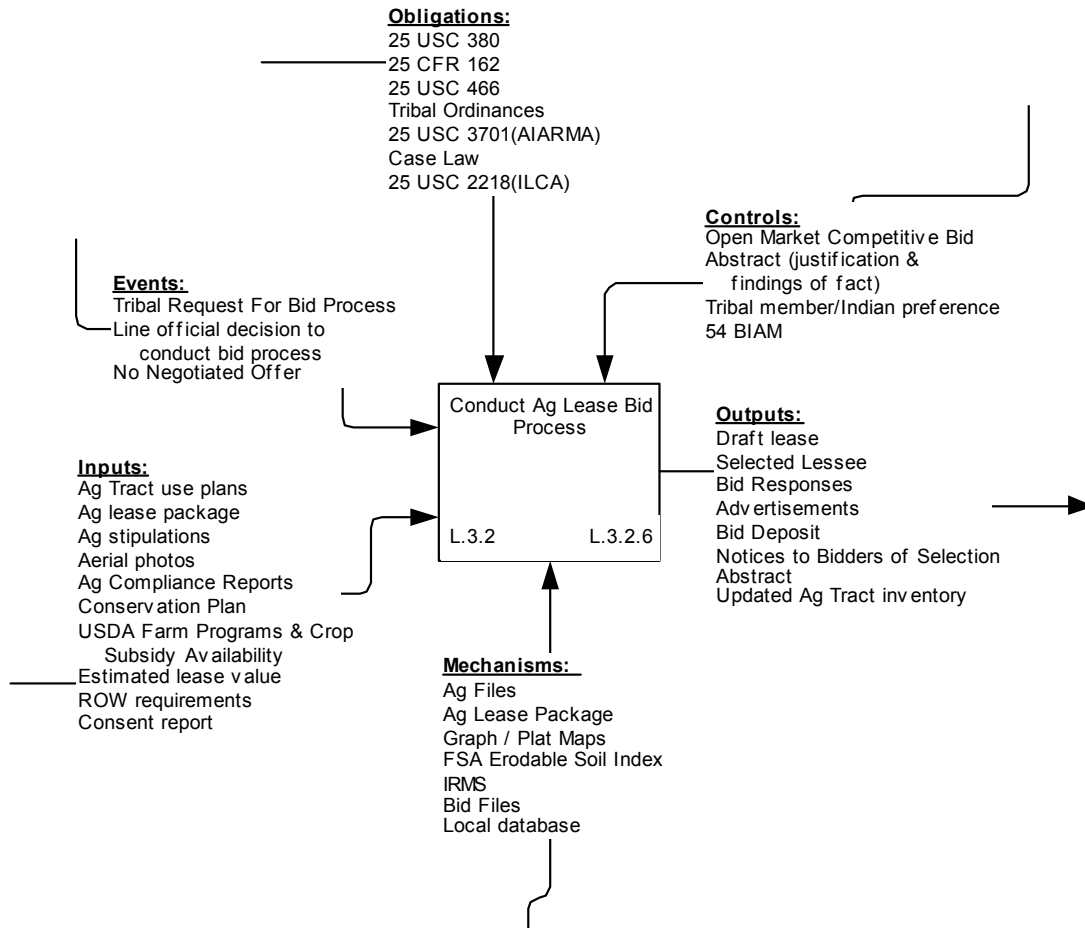 Obligations:
25 USC 380
25 CFR 162
25 USC 466
Tribal Ordinances
25 USC 3701(AIARMA)
Case Law
25 USC 2218(ILCA)
Controls:
Open Market Competitive Bid
Abstract (justification &
findings of fact)
Tribal member/Indian preference
54 BIAM
Events:
Tribal Request For Bid Process
Line official decision to
conduct bid process
No Negotiated Offer
Conduct Ag Lease Bid
Process
L.3.2 L.3.2.6
Outputs:
Draft lease
Selected Lessee
Bid Responses
Advertisements
Bid Deposit
Notices to Bidders of Selection
Abstract
Updated Ag Tract inventory
Inputs:
Ag Tract use plans
Ag lease package
Ag stipulations
Aerial photos
Ag Compliance Reports
Conservation Plan
USDA Farm Programs & Crop
Subsidy Availability
Estimated lease value
ROW requirements
Consent report
Mechanisms:
Ag Files
Ag Lease Package
Graph / Plat Maps
FSA Erodable Soil Index
IRMS
Bid Files
Local database